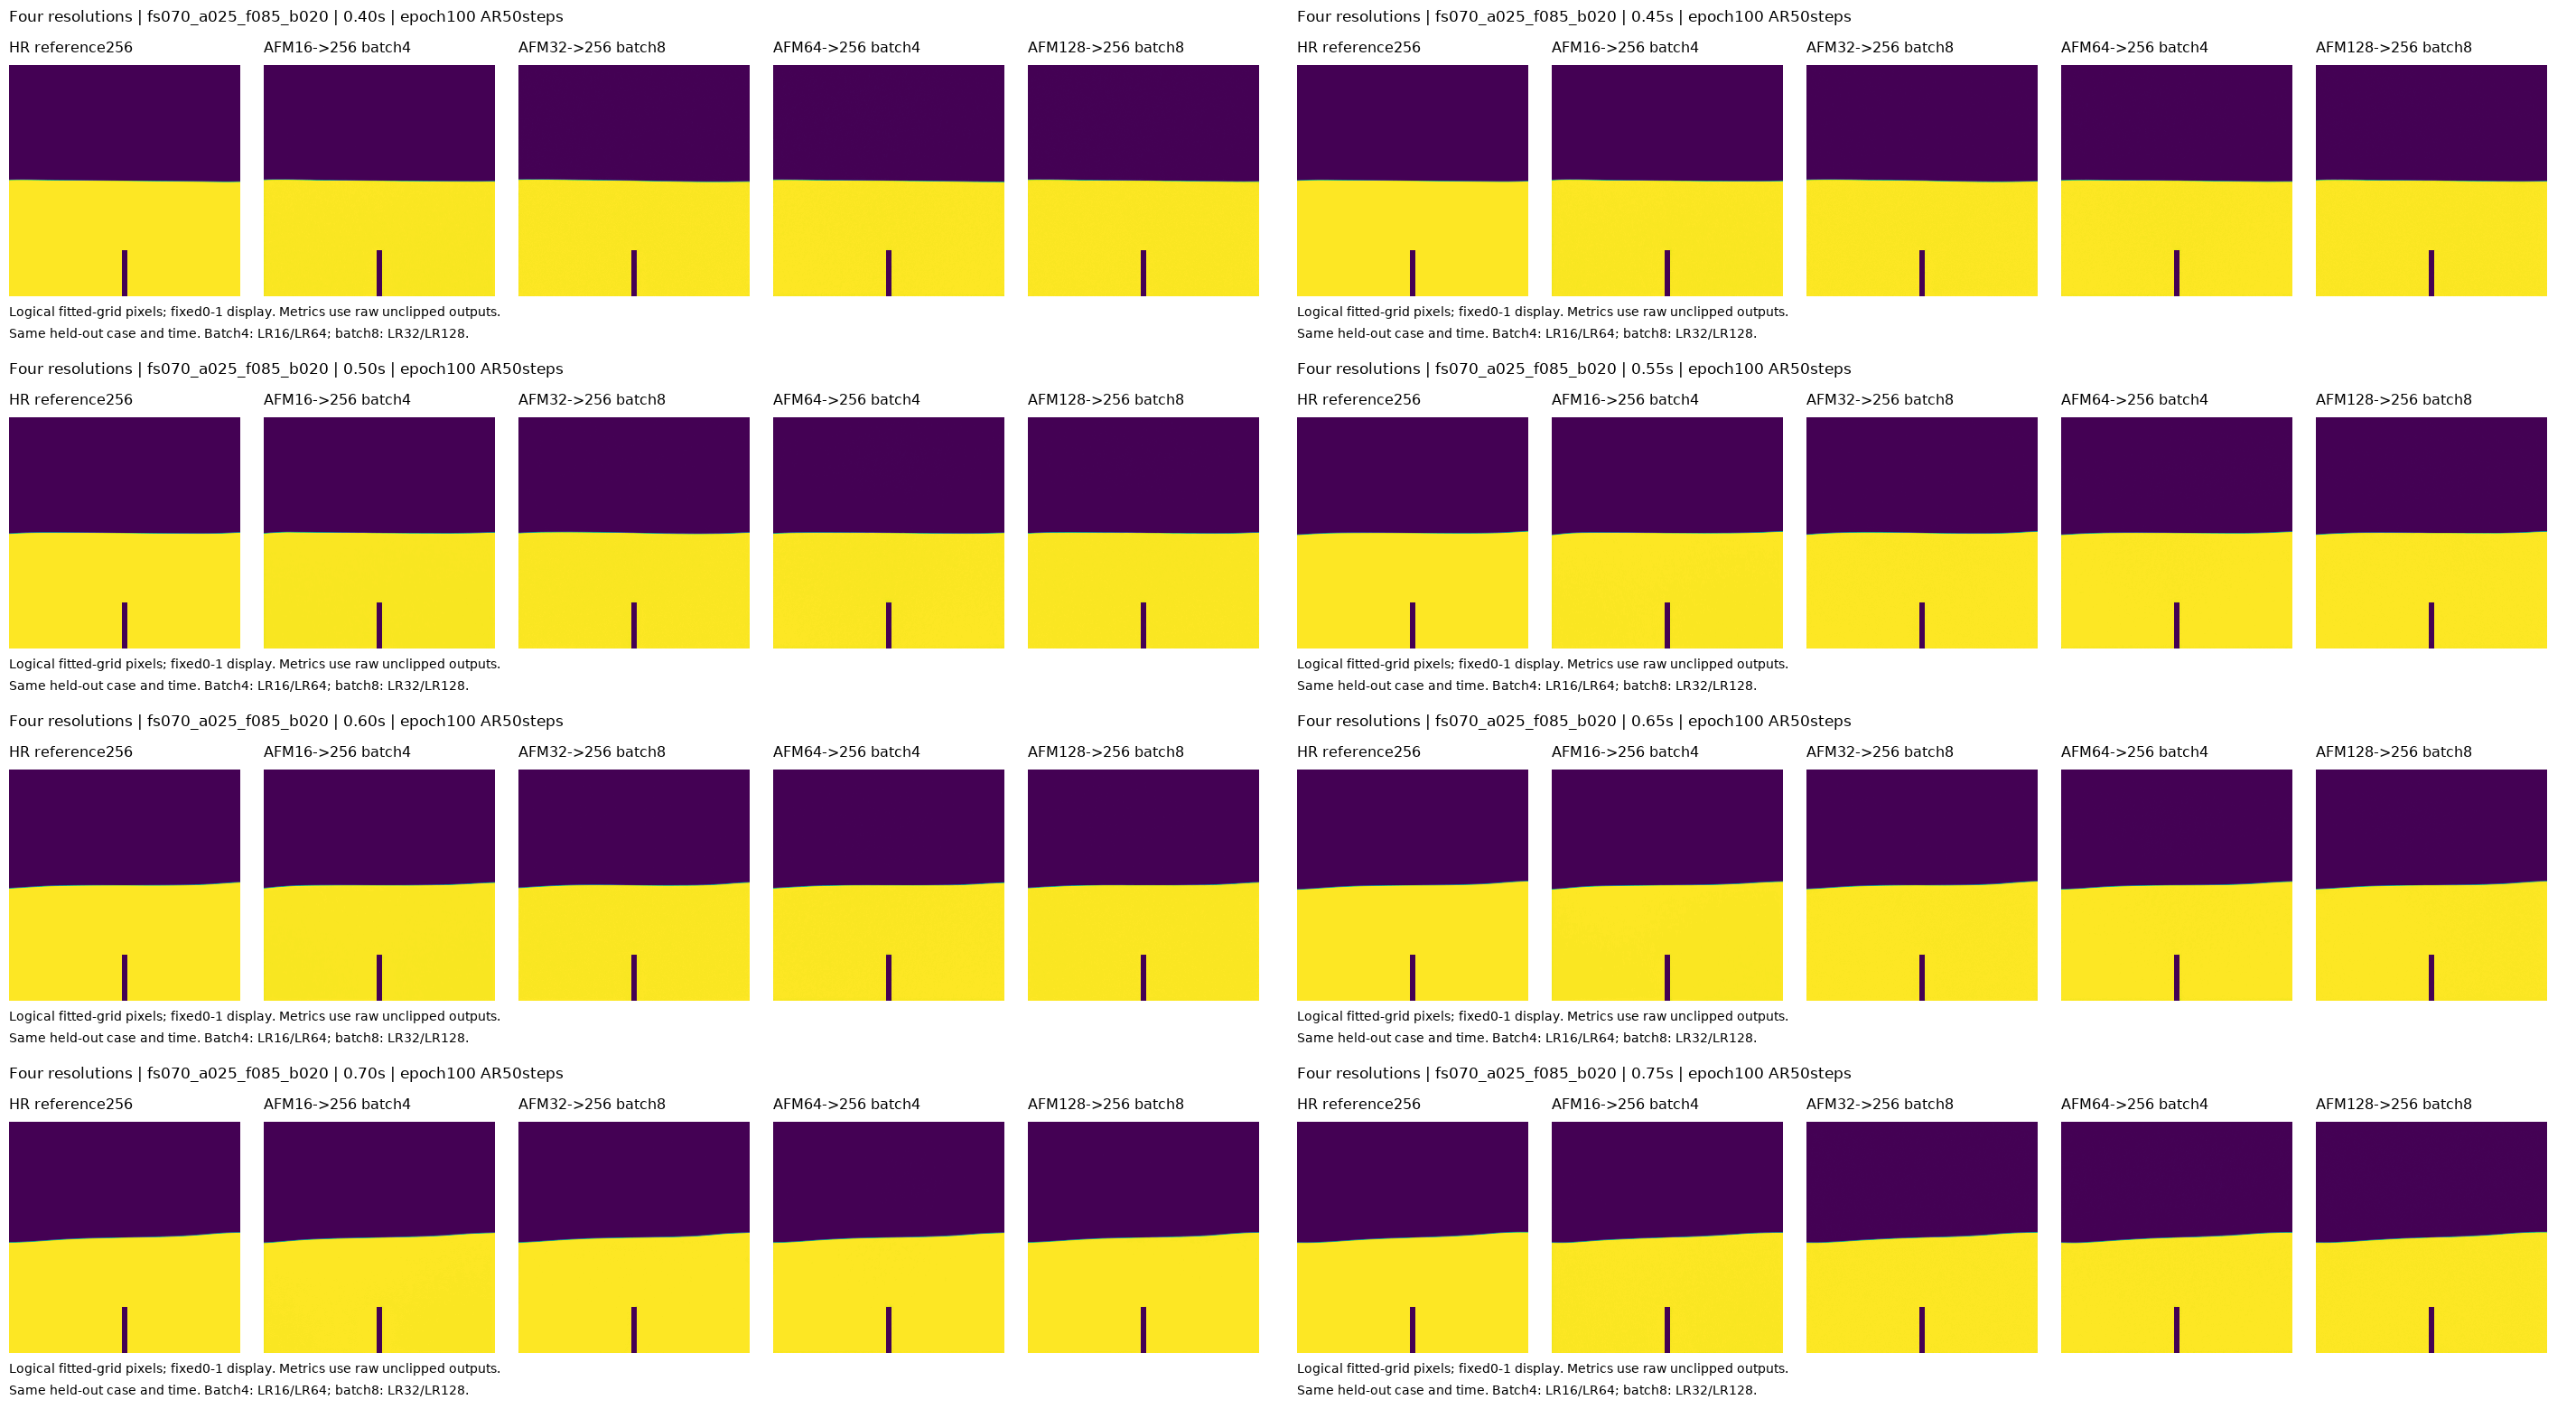 Four resolutions | fs070_a025_f085_b020 | 0.40s | epoch100 AR50steps
HR reference256 AFM16->256 batch4 AFM32->256 batch8 AFM64->256 batch4 AFM128->256 batch8
Logical fitted-grid pixels; fixed0-1 display. Metrics use raw unclipped outputs.
Same held-out case and time. Batch4: LR16/LR64; batch8: LR32/LR128.
Four resolutions | fs070_a025_f085_b020 | 0.45s | epoch100 AR50steps
HR reference256 AFM16->256 batch4 AFM32->256 batch8 AFM64->256 batch4 AFM128->256 batch8
Logical fitted-grid pixels; fixed0-1 display. Metrics use raw unclipped outputs.
Same held-out case and time. Batch4: LR16/LR64; batch8: LR32/LR128.
Four resolutions | fs070_a025_f085_b020 | 0.50s | epoch100 AR50steps
HR reference256 AFM16->256 batch4 AFM32->256 batch8 AFM64->256 batch4 AFM128->256 batch8
Logical fitted-grid pixels; fixed0-1 display. Metrics use raw unclipped outputs.
Same held-out case and time. Batch4: LR16/LR64; batch8: LR32/LR128.
Four resolutions | fs070_a025_f085_b020 | 0.55s | epoch100 AR50steps
HR reference256 AFM16->256 batch4 AFM32->256 batch8 AFM64->256 batch4 AFM128->256 batch8
Logical fitted-grid pixels; fixed0-1 display. Metrics use raw unclipped outputs.
Same held-out case and time. Batch4: LR16/LR64; batch8: LR32/LR128.
Four resolutions | fs070_a025_f085_b020 | 0.60s | epoch100 AR50steps
HR reference256 AFM16->256 batch4 AFM32->256 batch8 AFM64->256 batch4 AFM128->256 batch8
Logical fitted-grid pixels; fixed0-1 display. Metrics use raw unclipped outputs.
Same held-out case and time. Batch4: LR16/LR64; batch8: LR32/LR128.
Four resolutions | fs070_a025_f085_b020 | 0.65s | epoch100 AR50steps
HR reference256 AFM16->256 batch4 AFM32->256 batch8 AFM64->256 batch4 AFM128->256 batch8
Logical fitted-grid pixels; fixed0-1 display. Metrics use raw unclipped outputs.
Same held-out case and time. Batch4: LR16/LR64; batch8: LR32/LR128.
Four resolutions | fs070_a025_f085_b020 | 0.70s | epoch100 AR50steps
HR reference256 AFM16->256 batch4 AFM32->256 batch8 AFM64->256 batch4 AFM128->256 batch8
Logical fitted-grid pixels; fixed0-1 display. Metrics use raw unclipped outputs.
Same held-out case and time. Batch4: LR16/LR64; batch8: LR32/LR128.
Four resolutions | fs070_a025_f085_b020 | 0.75s | epoch100 AR50steps
HR reference256 AFM16->256 batch4 AFM32->256 batch8 AFM64->256 batch4 AFM128->256 batch8
Logical fitted-grid pixels; fixed0-1 display. Metrics use raw unclipped outputs.
Same held-out case and time. Batch4: LR16/LR64; batch8: LR32/LR128.